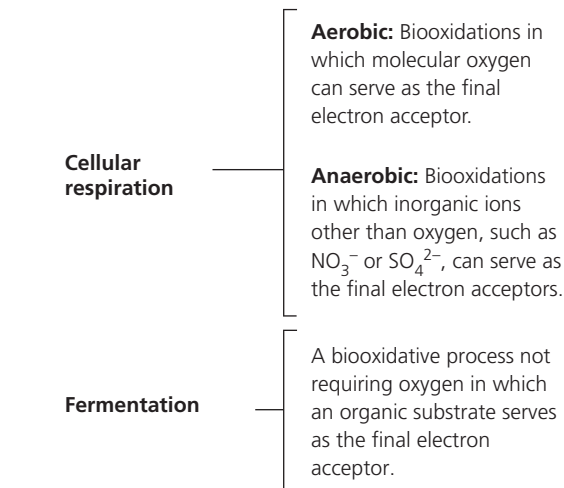 Aerobic: Biooxidations in
which molecular oxygen
can serve as the final
electron acceptor.
Cellular
respiration
Anaerobic: Biooxidations
in which inorganic ions
other than oxygen, such as
NO₃⁻ or SO₄²⁻, can serve as
the final electron acceptors.
Fermentation
A biooxidative process not
requiring oxygen in which
an organic substrate serves
as the final electron
acceptor.